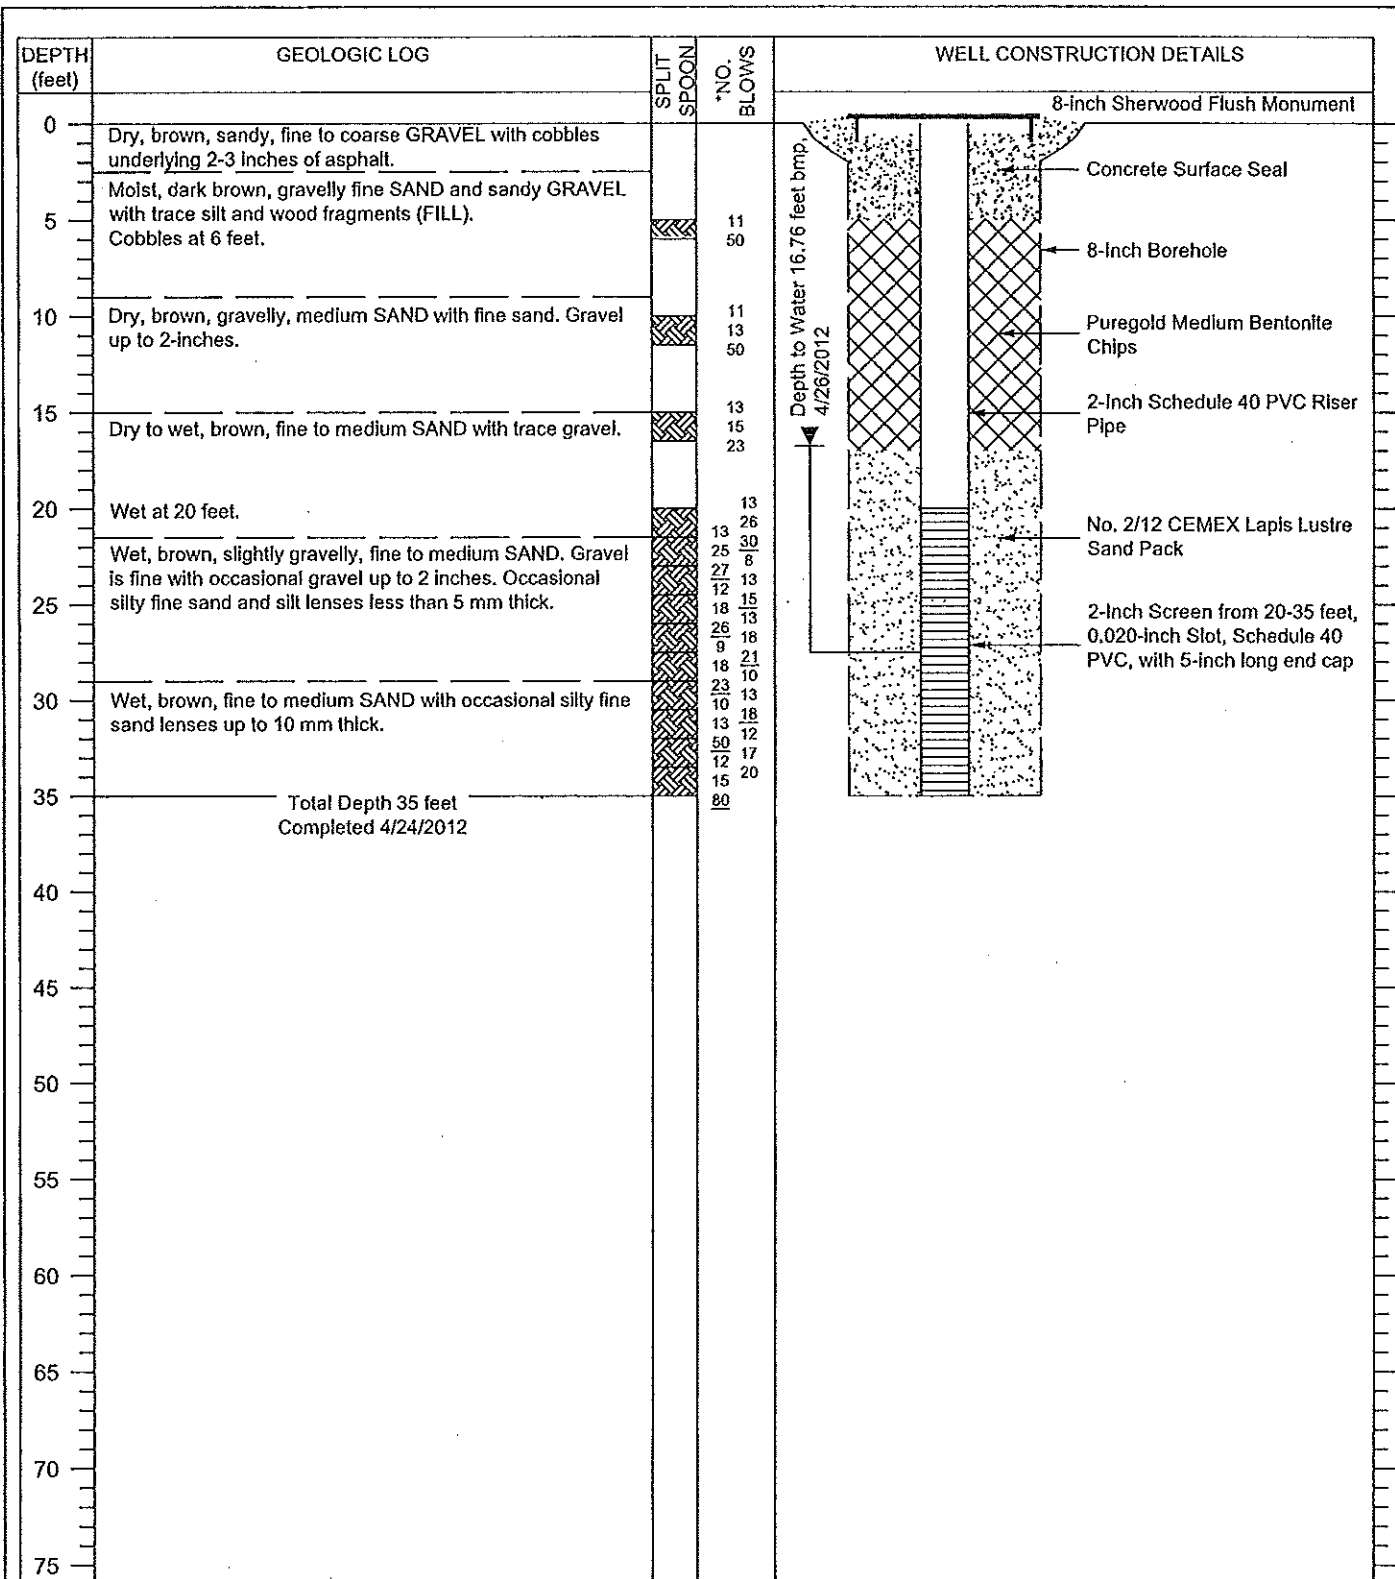 DEPTH
(feet)
GEOLOGIC LOG
SPLIT
SPOON
*NO.
BLOWS
WELL CONSTRUCTION DETAILS
8-inch Sherwood Flush Monument
0
Dry, brown, sandy, fine to coarse GRAVEL with cobbles
underlying 2-3 inches of asphalt.
Concrete Surface Seal
Moist, dark brown, gravelly fine SAND and sandy GRAVEL
with trace silt and wood fragments (FILL).
Cobbles at 6 feet.
5
11
50
8-Inch Borehole
Depth to Water 16.76 feet bmp,
4/26/2012
10
Dry, brown, gravelly, medium SAND with fine sand. Gravel
up to 2-inches.
11
13
50
Puregold Medium Bentonite
Chips
2-Inch Schedule 40 PVC Riser
Pipe
15
Dry to wet, brown, fine to medium SAND with trace gravel.
13
15
23
20
Wet at 20 feet.
13
26
13
30
25
8
27
13
12
15
18
13
26
18
9
21
18
10
23
13
10
18
13
12
50
17
12
20
15
80
No. 2/12 CEMEX Lapis Lustre
Sand Pack
Wet, brown, slightly gravelly, fine to medium SAND. Gravel
is fine with occasional gravel up to 2 inches. Occasional
silty fine sand and silt lenses less than 5 mm thick.
25
2-Inch Screen from 20-35 feet,
0.020-inch Slot, Schedule 40
PVC, with 5-inch long end cap
30
Wet, brown, fine to medium SAND with occasional silty fine
sand lenses up to 10 mm thick.
35
Total Depth 35 feet
Completed 4/24/2012
40
45
50
55
60
65
70
75